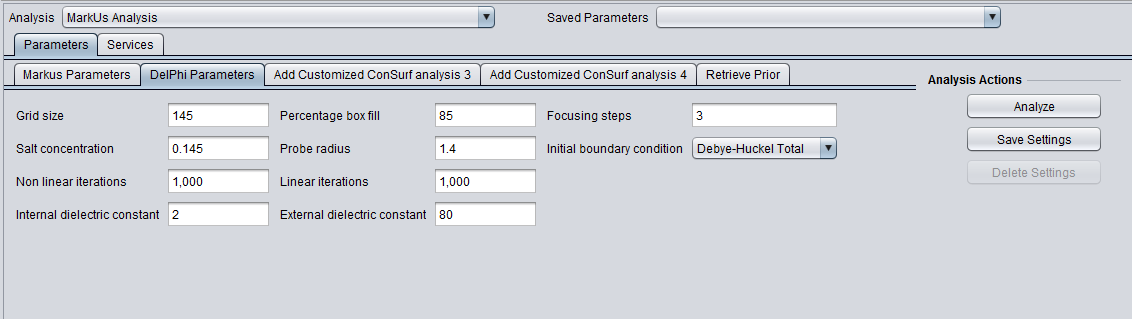 Analysis MarkUs Analysis Saved Parameters
Parameters Services
Markus Parameters DelPhi Parameters Add Customized ConSurf analysis 3 Add Customized ConSurf analysis 4 Retrieve Prior
Analysis Actions
Grid size 145 Percentage box fill 85 Focusing steps 3
Analyze
Salt concentration 0.145 Probe radius 1.4 Initial boundary condition Debye-Huckel Total
Save Settings
Non linear iterations 1,000 Linear iterations 1,000
Delete Settings
Internal dielectric constant 2 External dielectric constant 80